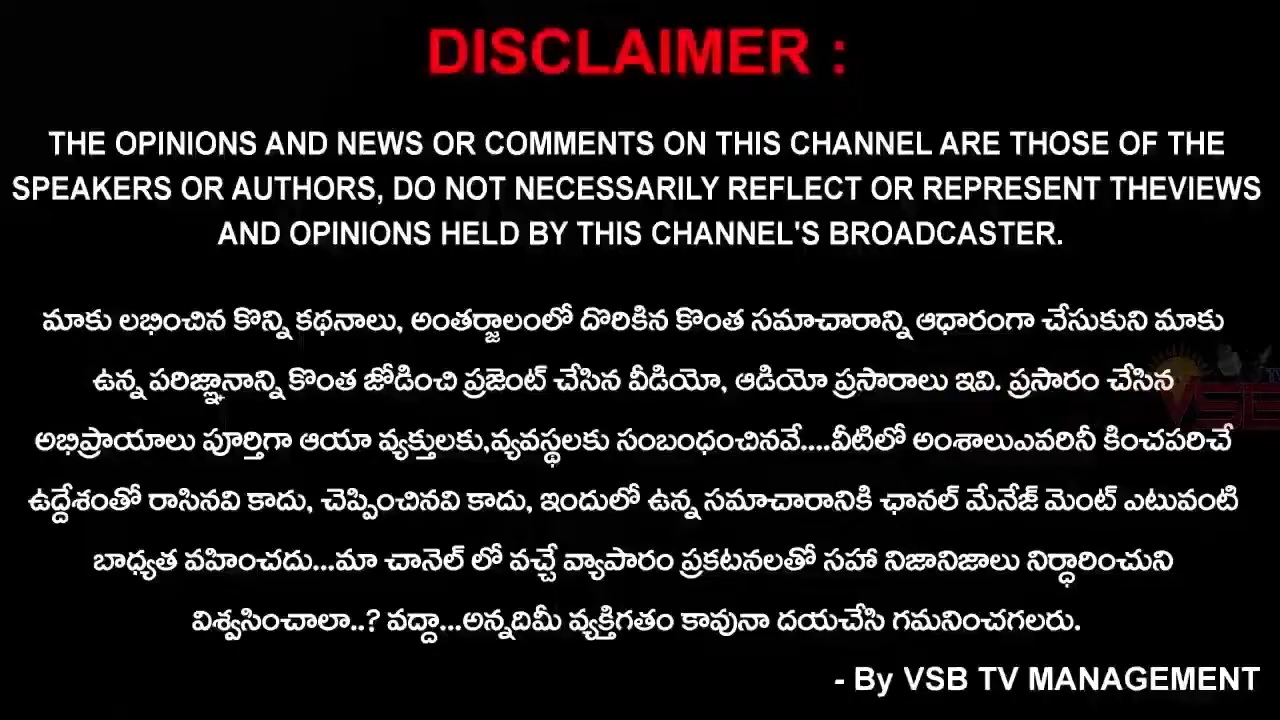 DISCLAIMER :
THE OPINIONS AND NEWS OR COMMENTS ON THIS CHANNEL ARE THOSE OF THE
SPEAKERS OR AUTHORS, DO NOT NECESSARILY REFLECT OR REPRESENT THEVIEWS
AND OPINIONS HELD BY THIS CHANNEL'S BROADCASTER.
మాకు లభించిన కొన్ని కథనాలు, అంతర్జాలంలో దొరికిన కొంత సమాచారాన్ని ఆధారంగా చేసుకుని మాకు
ఉన్న పరిజ్ఞానాన్ని కొంత జోడించి ప్రజెంట్ చేసిన వీడియో, ఆడియో ప్రసారాలు ఇవి. ప్రసారం చేసిన
అభిప్రాయాలు పూర్తిగా ఆయా వ్యక్తులకు,వ్యవస్థలకు సంబంధంచినవే....వీటిలో అంశాలుఎవరినీ కించపరిచే
ఉద్దేశంతో రాసినవి కాదు, చెప్పించినవి కాదు, ఇందులో ఉన్న సమాచారానికి ఛానల్ మేనేజ్ మెంట్ ఎటువంటి
బాధ్యత వహించదు...మా చానెల్ లో వచ్చే వ్యాపారం ప్రకటనలతో సహా నిజానిజాలు నిర్ధారించుని
విశ్వసించాలా..? వద్దా...అన్నదిమీ వ్యక్తిగతం కావునా దయచేసి గమనించగలరు.
- By VSB TV MANAGEMENT